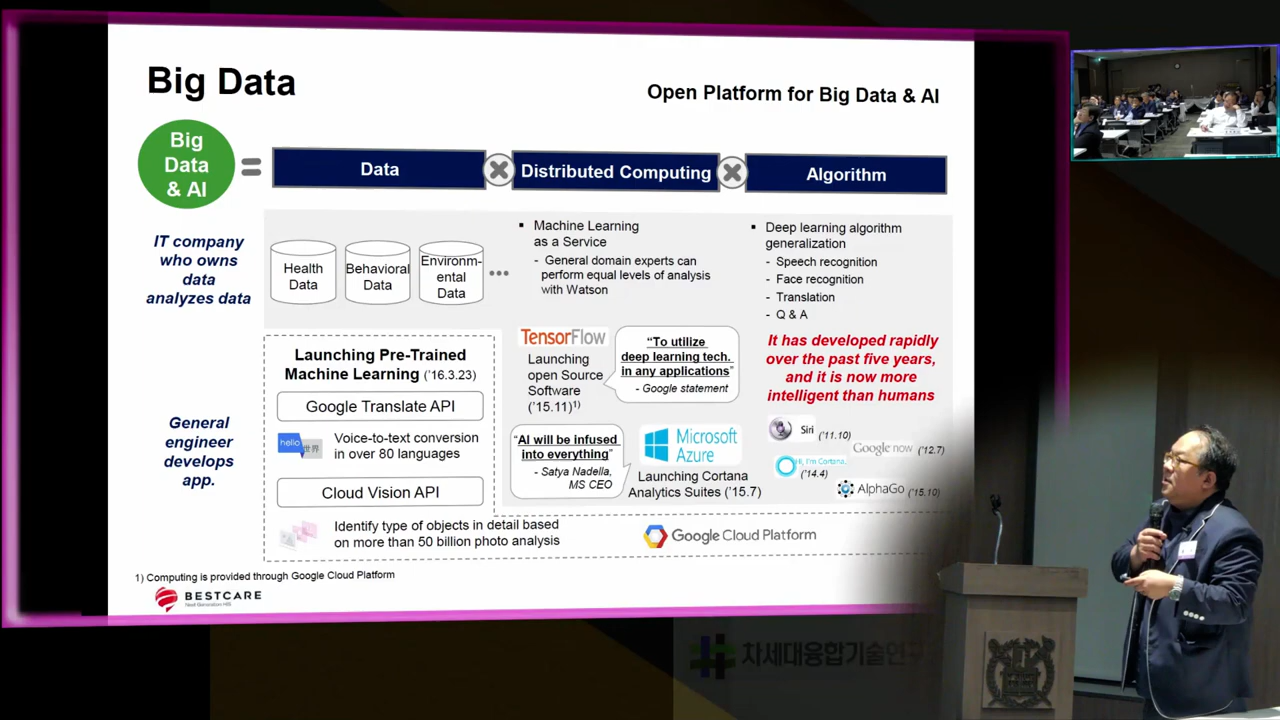 Big Data
Open Platform for Big Data & AI
Big
Data
& AI
Data
Distributed Computing
Algorithm
IT company
who owns
data
analyzes data
Health
Data
Behavioral
Data
Environm-
ental
Data
Machine Learning
as a Service
- General domain experts can
perform equal levels of analysis
with Watson
Deep learning algorithm
generalization
- Speech recognition
- Face recognition
- Translation
- Q & A
It has developed rapidly
over the past five years,
and it is now more
intelligent than humans
General
engineer
develops
app.
Launching Pre-Trained
Machine Learning ('16.3.23)
Google Translate API
hello
世界
Voice-to-text conversion
in over 80 languages
Cloud Vision API
Identify type of objects in detail based
on more than 50 billion photo analysis
TensorFlow
Launching
open Source
Software
('15.11)1)
“To utilize
deep learning tech.
in any applications”
- Google statement
“AI will be infused
into everything”
- Satya Nadella,
MS CEO
Microsoft
Azure
Launching Cortana
Analytics Suites ('15.7)
Siri ('11.10)
Google now ('12.7)
Hi, I'm Cortana.
('14.4)
AlphaGo ('15.10)
Google Cloud Platform
1) Computing is provided through Google Cloud Platform
BESTCARE
Next Generation HIS
차세대융합기술연구